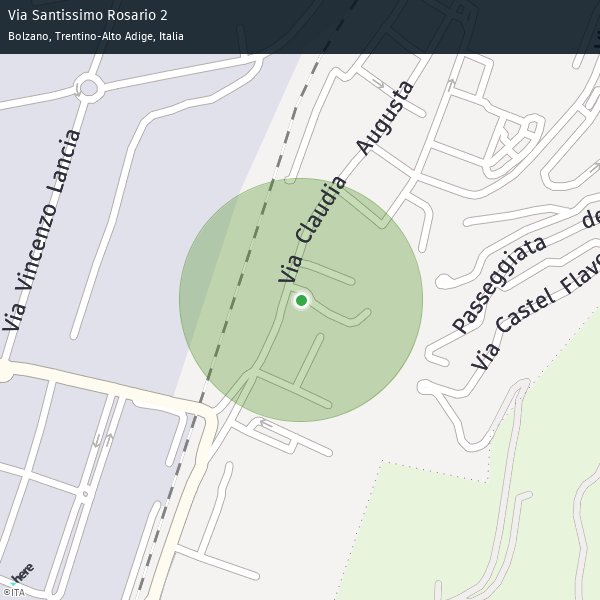 Via Santissimo Rosario 2
Bolzano, Trentino-Alto Adige, Italia
Via Vincenzo Lancia
Via Claudia Augusta
Passeggiata de
Via Castel Flavo
here
©ITA